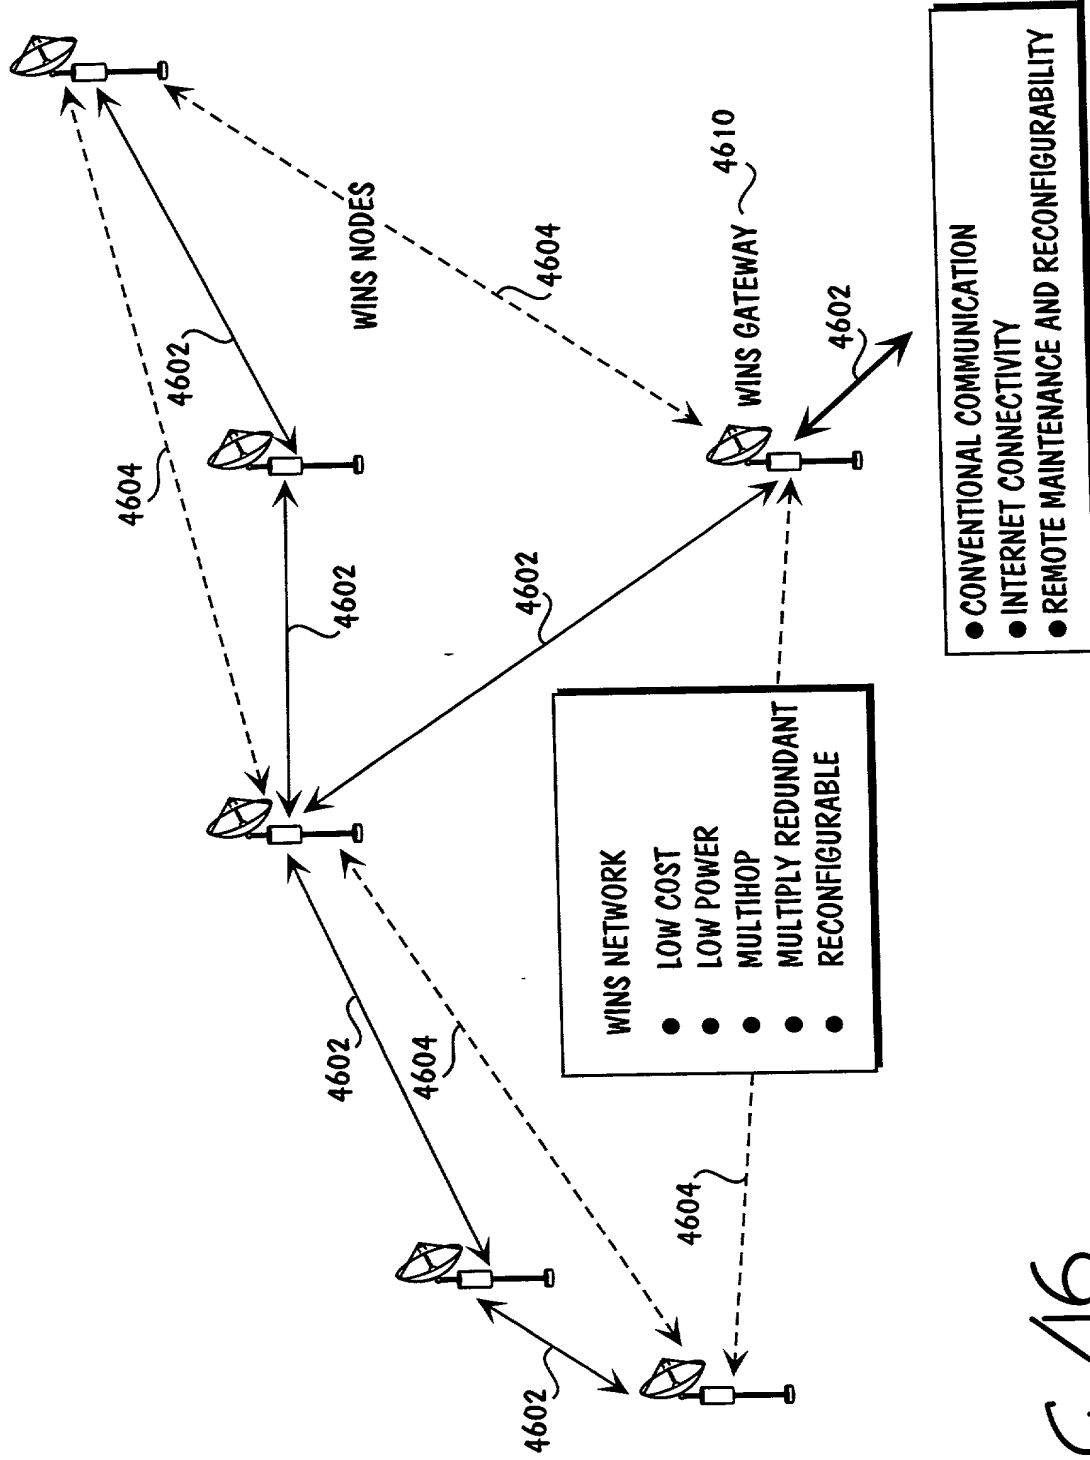 4604
4602
4602
4602
WINS NODES
4604
4602
4602
4604
WINS NETWORK
● LOW COST
● LOW POWER
● MULTIHOP
● MULTIPLY REDUNDANT
● RECONFIGURABLE
4604
4610
WINS GATEWAY
4602
● CONVENTIONAL COMMUNICATION
● INTERNET CONNECTIVITY
● REMOTE MAINTENANCE AND RECONFIGURABILITY
46